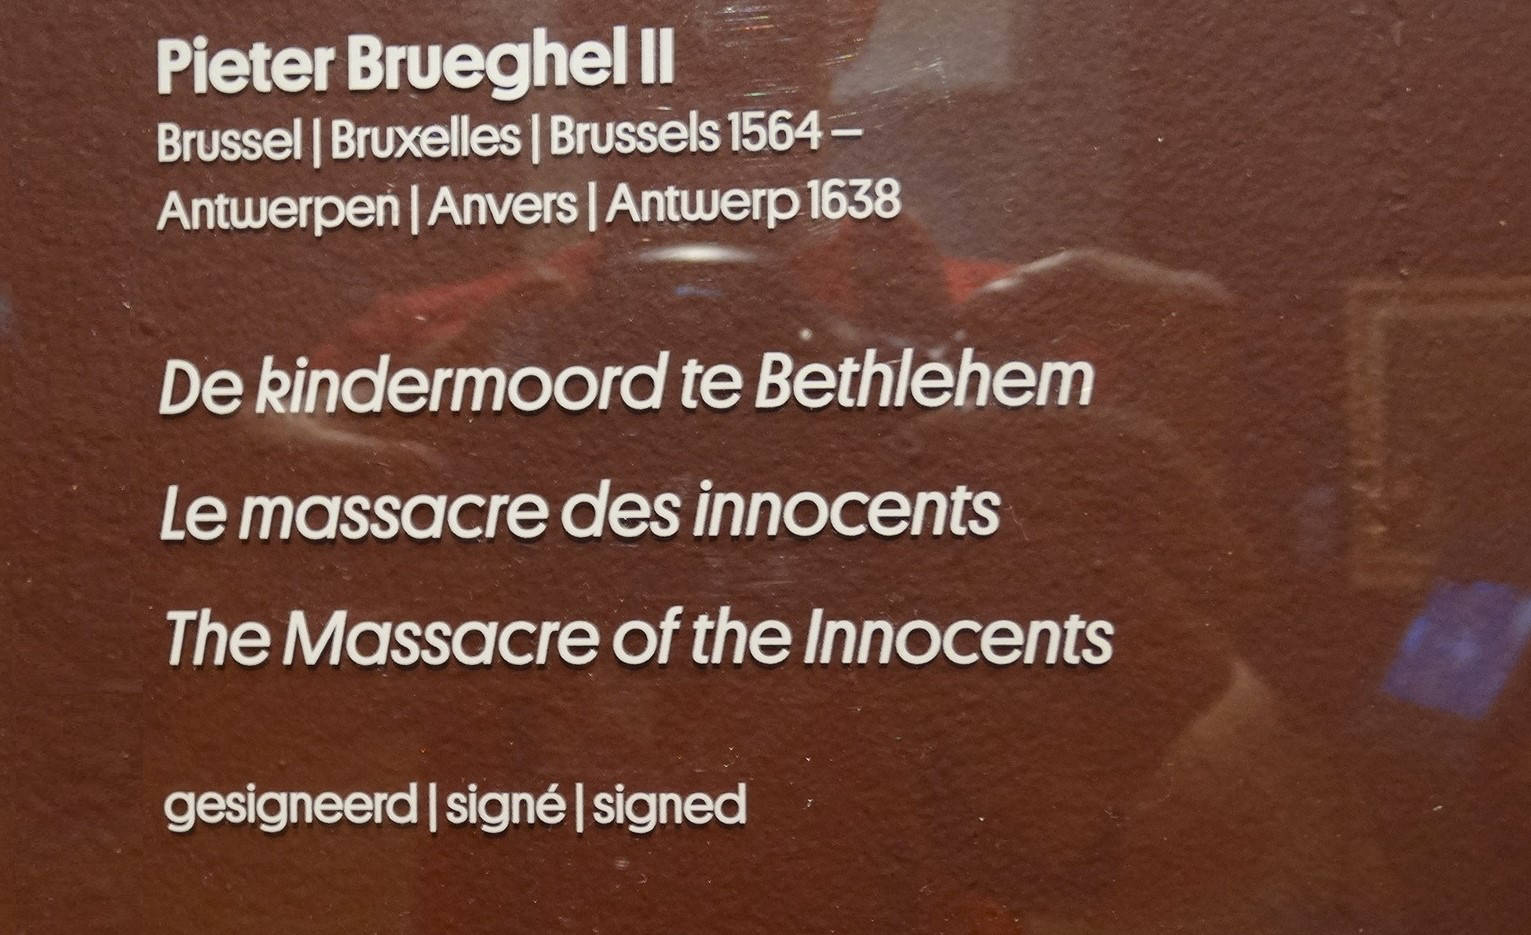 Pieter Brueghel II
Brussel | Bruxelles | Brussels 1564 –
Antwerpen | Anvers | Antwerp 1638
De kindermoord te Bethlehem
Le massacre des innocents
The Massacre of the Innocents
gesigneerd | signé | signed